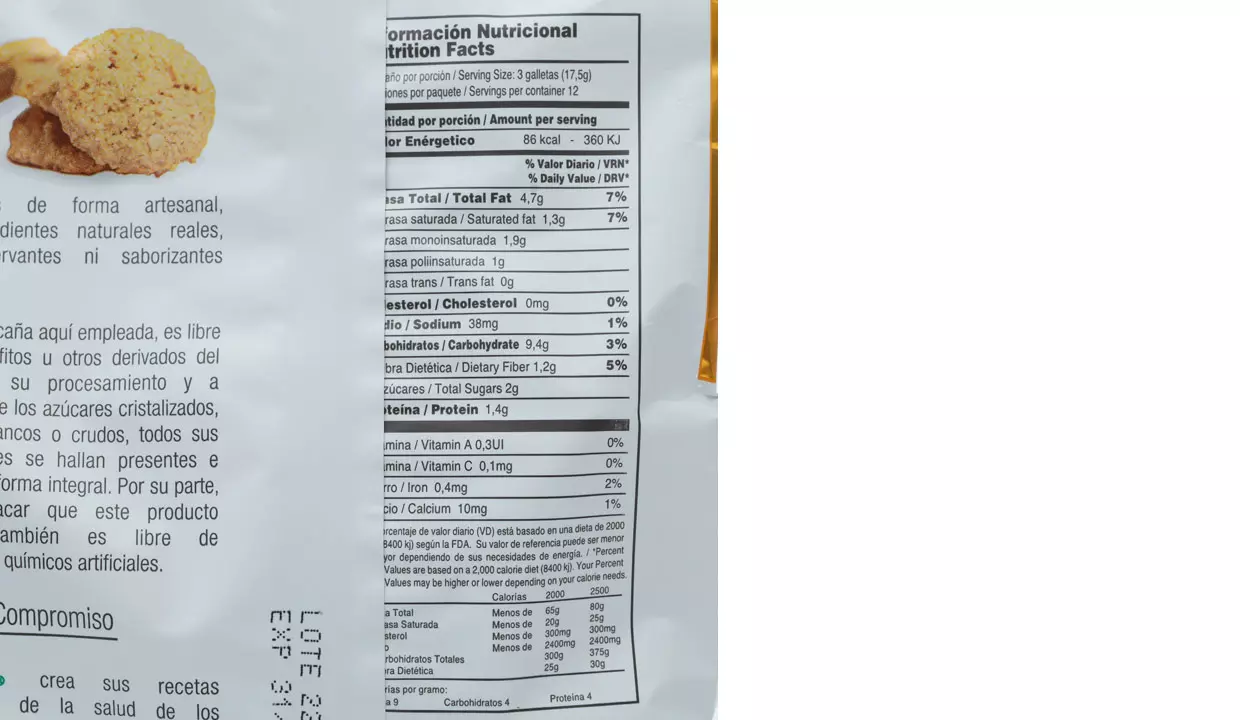 de forma artesanal,
dientes naturales reales,
rvantes ni saborizantes
caña aquí empleada, es libre
fitos u otros derivados del
su procesamiento y a
e los azúcares cristalizados,
ancos o crudos, todos sus
es se hallan presentes e
forma integral. Por su parte,
acar que este producto
también es libre de
químicos artificiales.
Compromiso
crea sus recetas
de la salud de los
ormación Nutricional
trition Facts
año por porción / Serving Size: 3 galletas (17,5g)
iones por paquete / Servings per container 12
tidad por porción / Amount per serving
lor Enérgetico 86 kcal - 360 KJ
% Valor Diario / VRN*
% Daily Value / DRV*
asa Total / Total Fat 4,7g 7%
rasa saturada / Saturated fat 1,3g 7%
rasa monoinsaturada 1,9g
rasa poliinsaturada 1g
rasa trans / Trans fat 0g
esterol / Cholesterol 0mg 0%
dio / Sodium 38mg 1%
bohidratos / Carbohydrate 9,4g 3%
bra Dietética / Dietary Fiber 1,2g 5%
zúcares / Total Sugars 2g
teína / Protein 1,4g
mina / Vitamin A 0,3UI 0%
mina / Vitamin C 0,1mg 0%
rro / Iron 0,4mg 2%
cio / Calcium 10mg 1%
rcentaje de valor diario (VD) está basado en una dieta de 2000
8400 kj) según la FDA. Su valor de referencia puede ser menor
yor dependiendo de sus necesidades de energía. / *Percent
Values are based on a 2,000 calorie diet (8400 kj). Your Percent
Values may be higher or lower depending on your calorie needs.
Calorías 2000 2500
a Total Menos de 65g 80g
asa Saturada Menos de 20g 25g
sterol Menos de 300mg 300mg
o Menos de 2400mg 2400mg
rbohidratos Totales 300g 375g
ra Dietética 25g 30g
rías por gramo:
a 9 Carbohidratos 4 Proteína 4